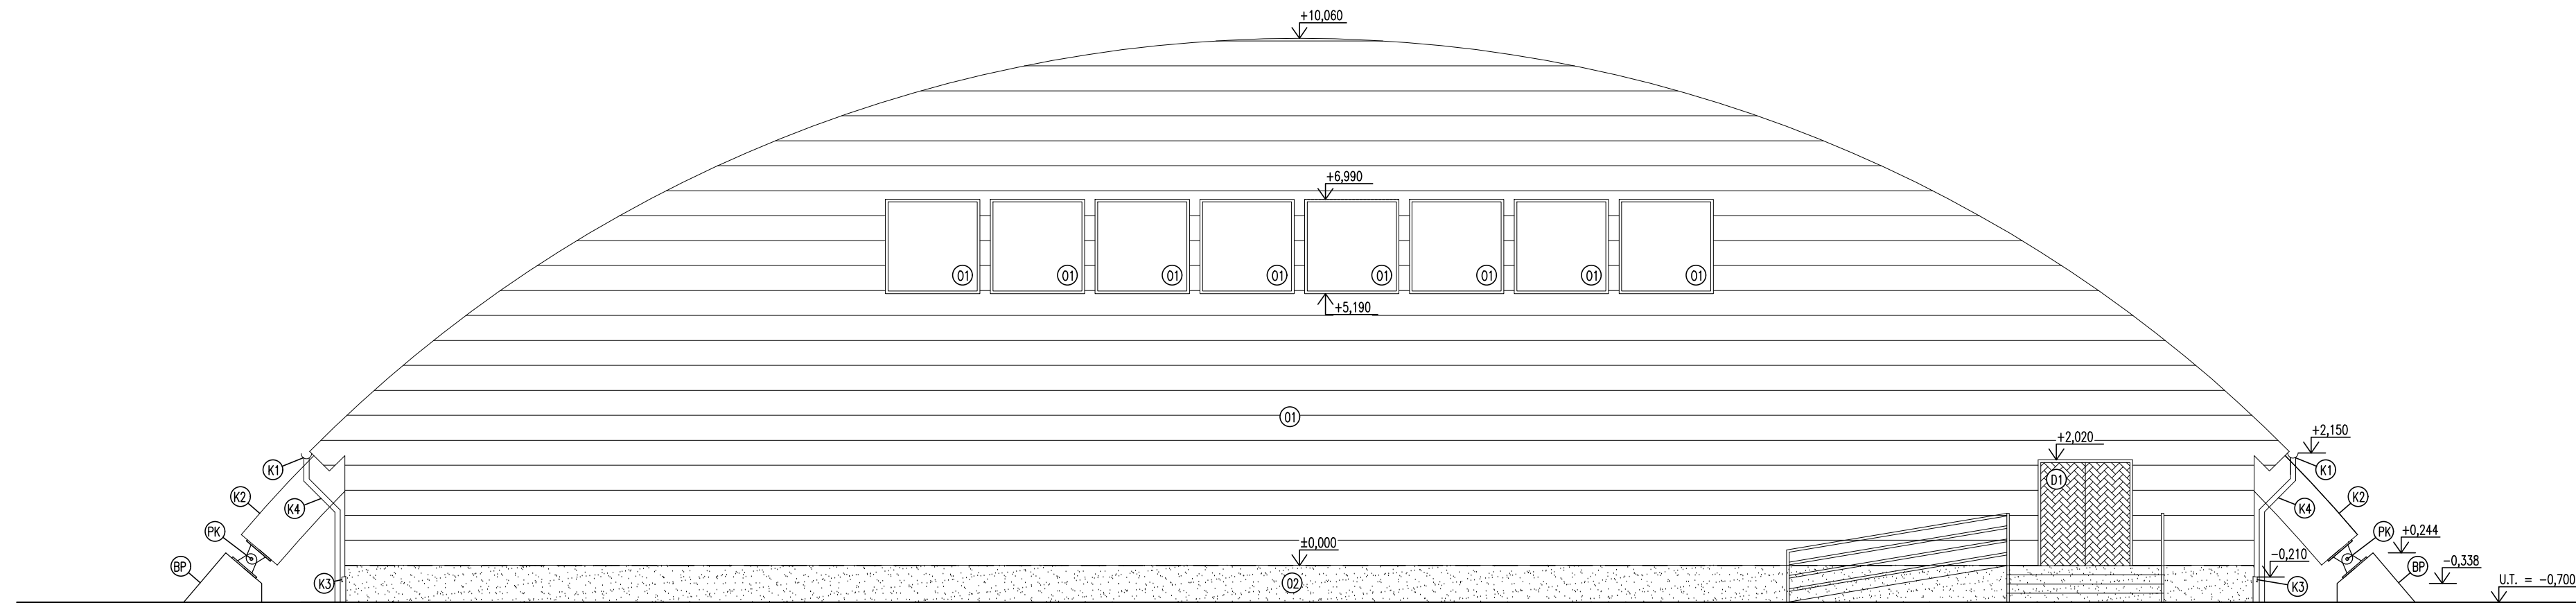 +10,060
+6,990
01 01 01 01 01 01 01 01
+5,190
01
+2,150
+2,020
K1 K1
D1
K2 K2
K4 K4
PK PK +0,244
±0,000
-0,210
BP BP -0,338
K3 02 K3 U.T. = -0,700